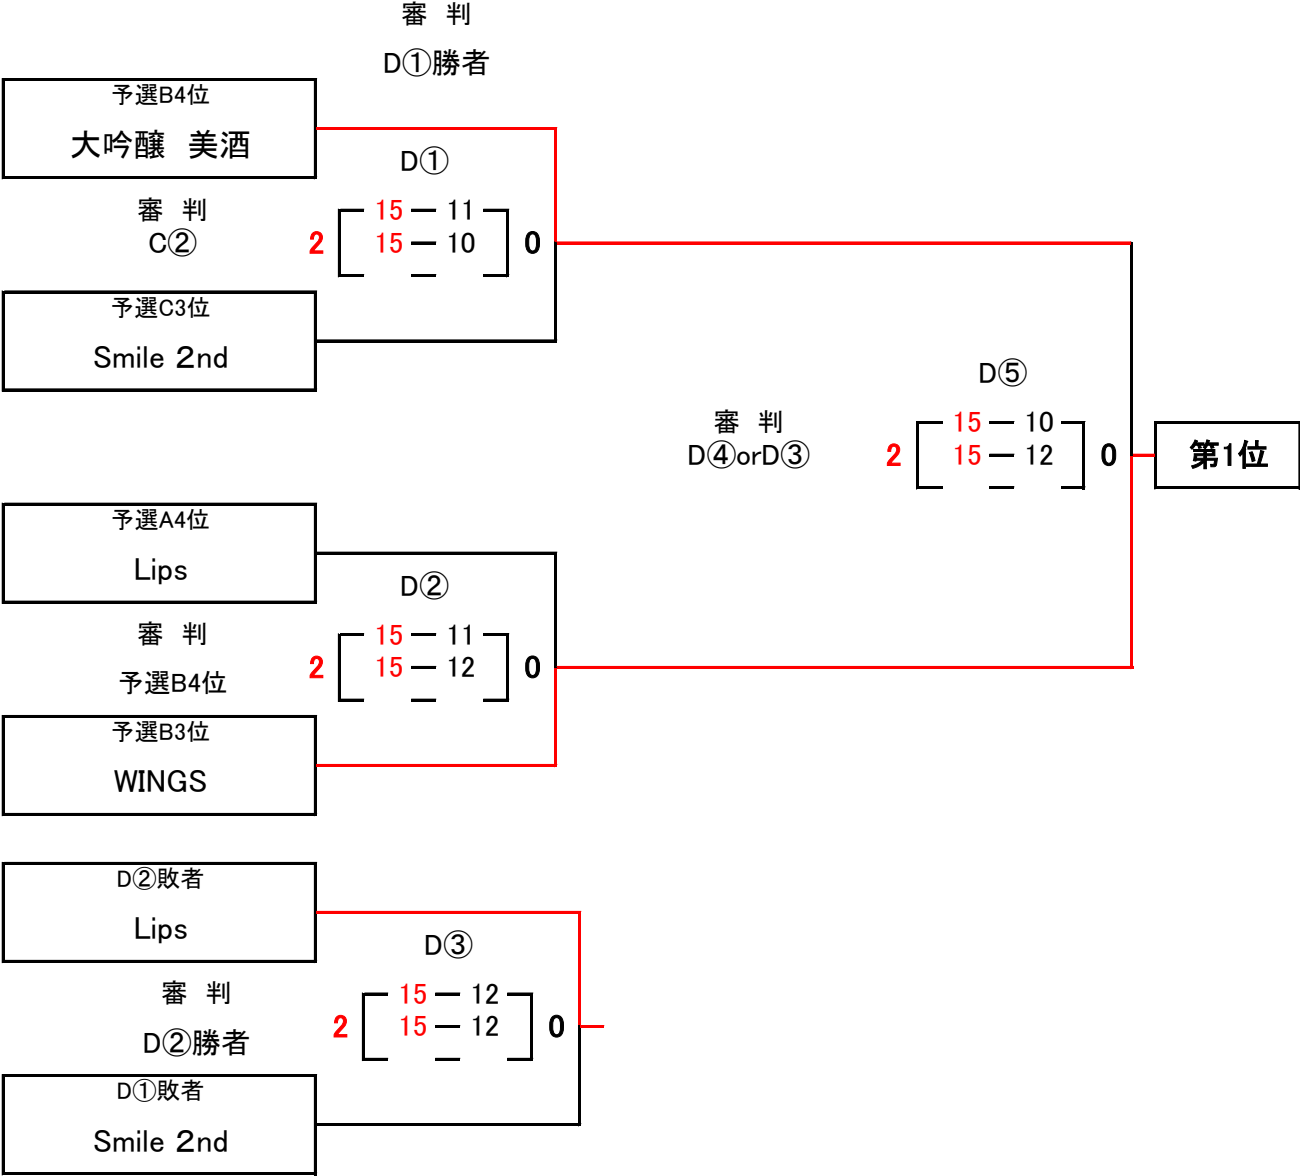 審 判
D①勝者
予選B4位
大吟醸 美酒
D①
審 判
C②
2 15 ― 11 0
15 ― 10
予選C3位
Smile 2nd
D⑤
審 判
D④orD③
2 15 ― 10 0
15 ― 12
第1位
予選A4位
Lips
D②
審 判
予選B4位
2 15 ― 11 0
15 ― 12
予選B3位
WINGS
D②敗者
Lips
D③
審 判
D②勝者
2 15 ― 12 0
15 ― 12
D①敗者
Smile 2nd